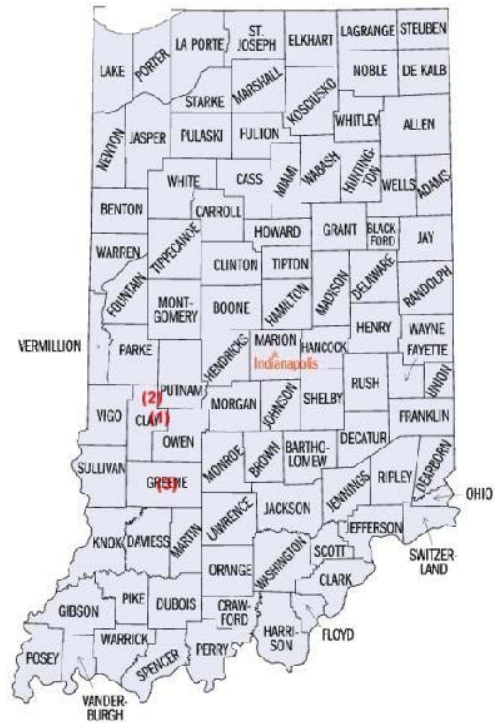 ST.
JOSEPH
LA PORTE
ELKHART
LAGRANGE
STEUBEN
LAKE
PORTER
NOBLE
DE KALB
MARSHALL
KOSCIUSKO
STARKE
NEWTON
JASPER
PULASKI
FULTON
WHITLEY
ALLEN
MIAMI
WABASH
HUNTING-
TON
WHITE
CASS
WELLS
ADAMS
BENTON
CARROLL
HOWARD
GRANT
BLACK
FORD
JAY
WARREN
TIPPECANOE
CLINTON
TIPTON
FOUNTAIN
MADISON
DELAWARE
RANDOLPH
MONT-
GOMERY
BOONE
HAMILTON
HENRY
WAYNE
VERMILLION
PARKE
HENDRICKS
MARION
HANCOCK
FAYETTE
Indianapolis
UNION
PUTNAM
RUSH
(2)
MORGAN
JOHNSON
SHELBY
VIGO
CLAY
(1)
FRANKLIN
OWEN
DECATUR
SULLIVAN
MONROE
BROWN
BARTHO-
LOMEW
DEARBORN
GREENE
(3)
RIPLEY
JENNINGS
OHIO
LAWRENCE
JACKSON
JEFFERSON
SWITZER-
LAND
KNOX
DAVIESS
MARTIN
WASHINGTON
SCOTT
ORANGE
CLARK
PIKE
DUBOIS
GIBSON
CRAW-
FORD
HARRI-
SON
FLOYD
WARRICK
PERRY
POSEY
SPENCER
VANDER-
BURGH